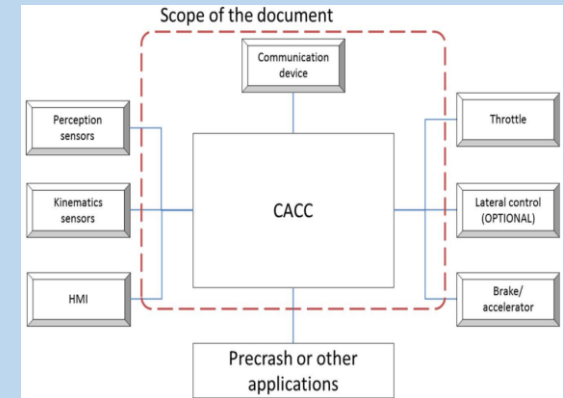 Scope of the document
Communication
device
Perception
sensors
Throttle
Kinematics
sensors
CACC
Lateral control
(OPTIONAL)
HMI
Brake/
accelerator
Precrash or other
applications